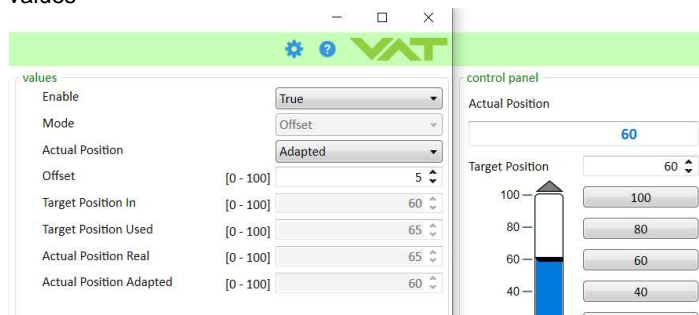 values
VAT
values
Enable True
Mode Offset
Actual Position Adapted
Offset [0 - 100] 5
Target Position In [0 - 100] 60
Target Position Used [0 - 100] 65
Actual Position Real [0 - 100] 65
Actual Position Adapted [0 - 100] 60
control panel
Actual Position
60
Target Position 60
100 100
80 80
60 60
40 40